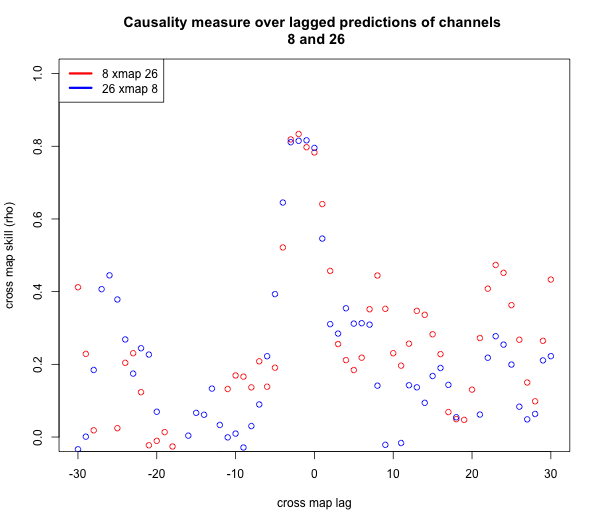 Causality measure over lagged predictions of channels
8 and 26
8 xmap 26
26 xmap 8
cross map skill (rho)
1.0
0.8
0.6
0.4
0.2
0.0
-30 -20 -10 0 10 20 30
cross map lag